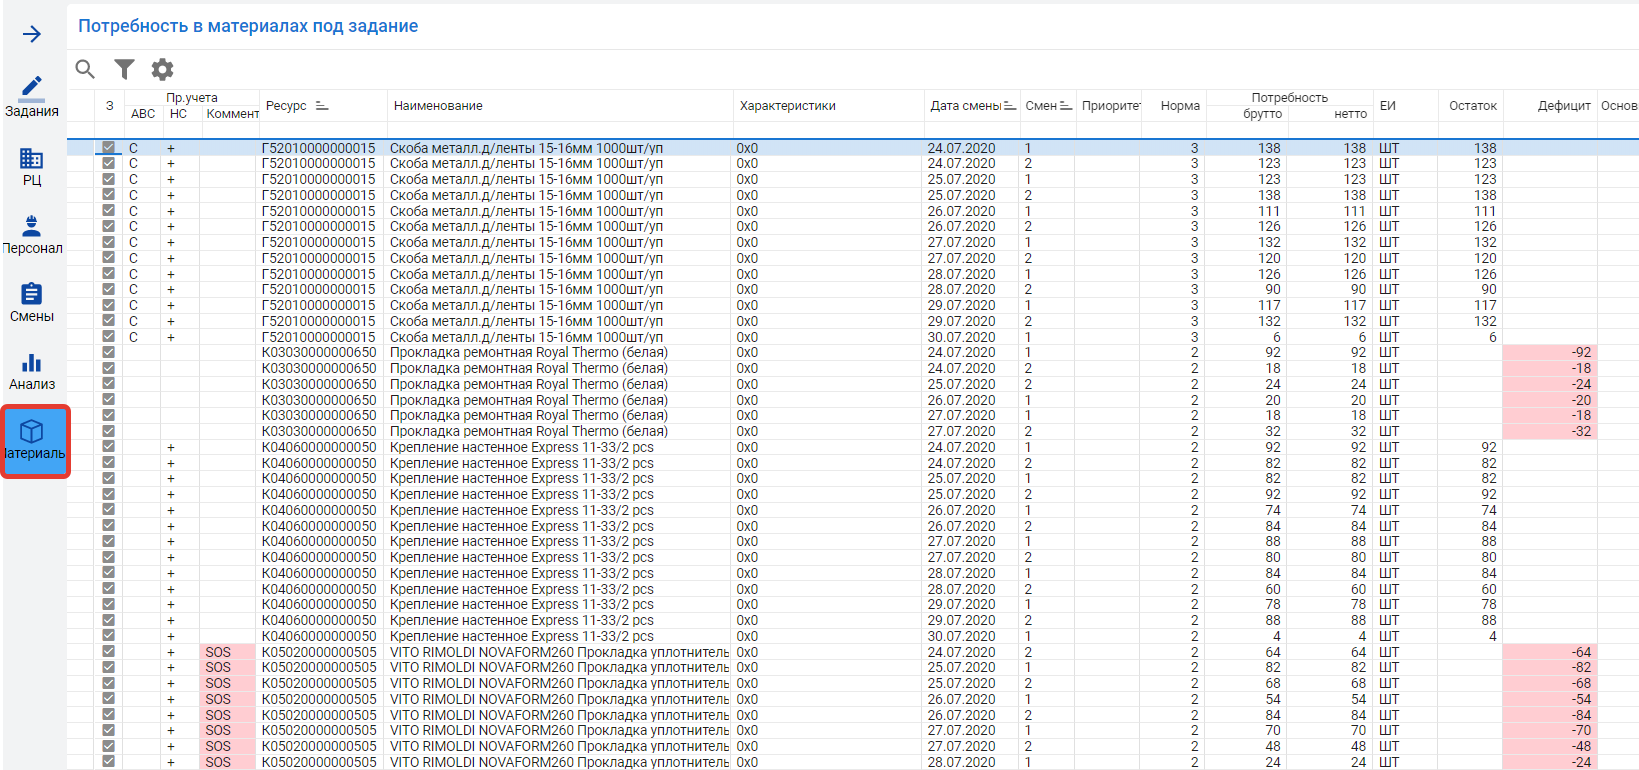 Потребность в материалах под задание
Задания
РЦ
Персонал
Смены
Анализ
З Пр.учета Ресурс Наименование Характеристики Дата смены Смен Приоритет Норма Потребность ЕИ Остаток Дефицит
АВС НС Коммент брутто нетто
С + Г52010000000015 Скоба металл.д/ленты 15-16мм 1000шт/уп 0x0 24.07.2020 1 3 138 138 ШТ 138
С + Г52010000000015 Скоба металл.д/ленты 15-16мм 1000шт/уп 0x0 24.07.2020 2 3 123 123 ШТ 123
С + Г52010000000015 Скоба металл.д/ленты 15-16мм 1000шт/уп 0x0 25.07.2020 1 3 123 123 ШТ 123
С + Г52010000000015 Скоба металл.д/ленты 15-16мм 1000шт/уп 0x0 25.07.2020 2 3 138 138 ШТ 138
С + Г52010000000015 Скоба металл.д/ленты 15-16мм 1000шт/уп 0x0 26.07.2020 1 3 111 111 ШТ 111
С + Г52010000000015 Скоба металл.д/ленты 15-16мм 1000шт/уп 0x0 26.07.2020 2 3 126 126 ШТ 126
С + Г52010000000015 Скоба металл.д/ленты 15-16мм 1000шт/уп 0x0 27.07.2020 1 3 132 132 ШТ 132
С + Г52010000000015 Скоба металл.д/ленты 15-16мм 1000шт/уп 0x0 27.07.2020 2 3 120 120 ШТ 120
С + Г52010000000015 Скоба металл.д/ленты 15-16мм 1000шт/уп 0x0 28.07.2020 1 3 126 126 ШТ 126
С + Г52010000000015 Скоба металл.д/ленты 15-16мм 1000шт/уп 0x0 28.07.2020 2 3 90 90 ШТ 90
С + Г52010000000015 Скоба металл.д/ленты 15-16мм 1000шт/уп 0x0 29.07.2020 1 3 117 117 ШТ 117
С + Г52010000000015 Скоба металл.д/ленты 15-16мм 1000шт/уп 0x0 29.07.2020 2 3 132 132 ШТ 132
С + Г52010000000015 Скоба металл.д/ленты 15-16мм 1000шт/уп 0x0 30.07.2020 1 3 6 6 ШТ 6
К03030000000650 Прокладка ремонтная Royal Thermo (белая) 0x0 24.07.2020 1 2 92 92 ШТ -92
К03030000000650 Прокладка ремонтная Royal Thermo (белая) 0x0 24.07.2020 2 2 18 18 ШТ -18
К03030000000650 Прокладка ремонтная Royal Thermo (белая) 0x0 25.07.2020 2 2 24 24 ШТ -24
К03030000000650 Прокладка ремонтная Royal Thermo (белая) 0x0 26.07.2020 2 2 20 20 ШТ -20
К03030000000650 Прокладка ремонтная Royal Thermo (белая) 0x0 27.07.2020 1 2 18 18 ШТ -18
К03030000000650 Прокладка ремонтная Royal Thermo (белая) 0x0 27.07.2020 2 2 32 32 ШТ -32
+ К04060000000050 Крепление настенное Express 11-33/2 pcs 0x0 24.07.2020 1 2 92 92 ШТ 92
+ К04060000000050 Крепление настенное Express 11-33/2 pcs 0x0 24.07.2020 2 2 82 82 ШТ 82
+ К04060000000050 Крепление настенное Express 11-33/2 pcs 0x0 25.07.2020 1 2 82 82 ШТ 82
+ К04060000000050 Крепление настенное Express 11-33/2 pcs 0x0 25.07.2020 2 2 92 92 ШТ 92
+ К04060000000050 Крепление настенное Express 11-33/2 pcs 0x0 26.07.2020 1 2 74 74 ШТ 74
+ К04060000000050 Крепление настенное Express 11-33/2 pcs 0x0 26.07.2020 2 2 84 84 ШТ 84
+ К04060000000050 Крепление настенное Express 11-33/2 pcs 0x0 27.07.2020 1 2 88 88 ШТ 88
+ К04060000000050 Крепление настенное Express 11-33/2 pcs 0x0 27.07.2020 2 2 80 80 ШТ 80
+ К04060000000050 Крепление настенное Express 11-33/2 pcs 0x0 28.07.2020 1 2 84 84 ШТ 84
+ К04060000000050 Крепление настенное Express 11-33/2 pcs 0x0 28.07.2020 2 2 60 60 ШТ 60
+ К04060000000050 Крепление настенное Express 11-33/2 pcs 0x0 29.07.2020 1 2 78 78 ШТ 78
+ К04060000000050 Крепление настенное Express 11-33/2 pcs 0x0 29.07.2020 2 2 88 88 ШТ 88
+ К04060000000050 Крепление настенное Express 11-33/2 pcs 0x0 30.07.2020 1 2 4 4 ШТ 4
+ SOS К05020000000505 VITO RIMOLDI NOVAFORM260 Прокладка уплотнитель 0x0 24.07.2020 2 2 64 64 ШТ -64
+ SOS К05020000000505 VITO RIMOLDI NOVAFORM260 Прокладка уплотнитель 0x0 25.07.2020 1 2 82 82 ШТ -82
+ SOS К05020000000505 VITO RIMOLDI NOVAFORM260 Прокладка уплотнитель 0x0 25.07.2020 2 2 68 68 ШТ -68
+ SOS К05020000000505 VITO RIMOLDI NOVAFORM260 Прокладка уплотнитель 0x0 26.07.2020 1 2 54 54 ШТ -54
+ SOS К05020000000505 VITO RIMOLDI NOVAFORM260 Прокладка уплотнитель 0x0 26.07.2020 2 2 84 84 ШТ -84
+ SOS К05020000000505 VITO RIMOLDI NOVAFORM260 Прокладка уплотнитель 0x0 27.07.2020 1 2 70 70 ШТ -70
+ SOS К05020000000505 VITO RIMOLDI NOVAFORM260 Прокладка уплотнитель 0x0 27.07.2020 2 2 48 48 ШТ -48
+ SOS К05020000000505 VITO RIMOLDI NOVAFORM260 Прокладка уплотнитель 0x0 28.07.2020 1 2 24 24 ШТ -24